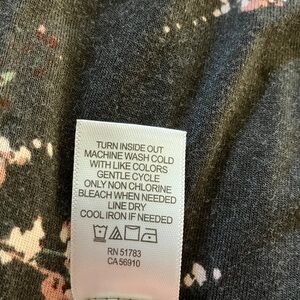 TURN INSIDE OUT
MACHINE WASH COLD
WITH LIKE COLORS
GENTLE CYCLE
ONLY NON CHLORINE
BLEACH WHEN NEEDED
LINE DRY
COOL IRON IF NEEDED
RN 51783
CA 56910